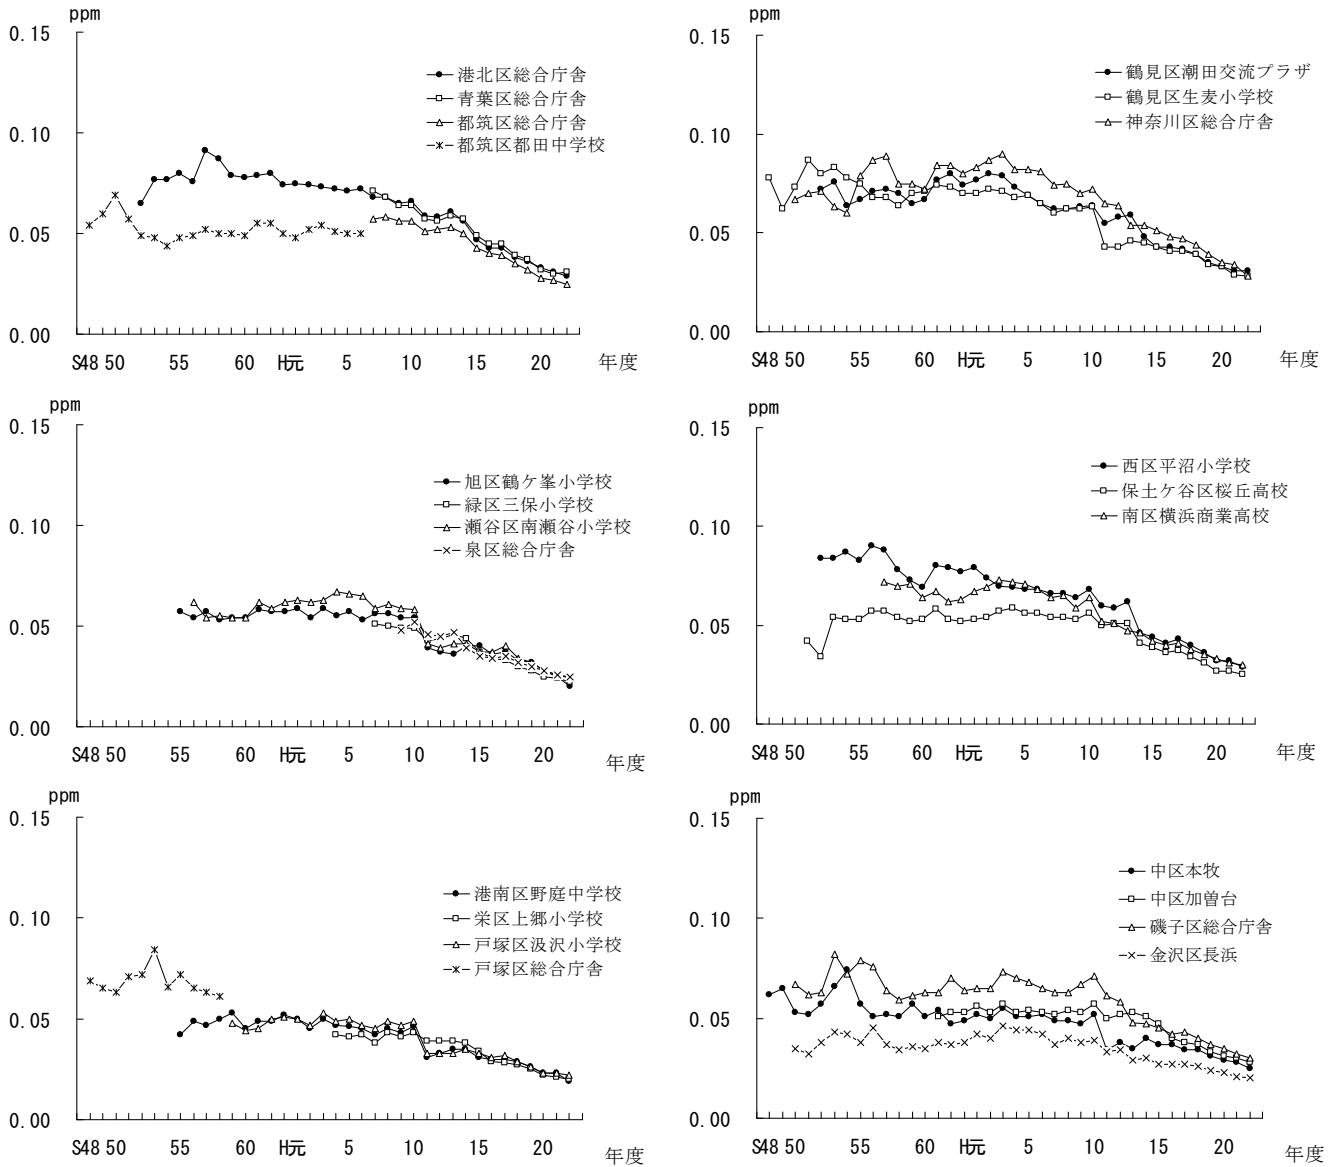 ppm
0.15
0.10
0.05
0.00
港北区総合庁舎
青葉区総合庁舎
都筑区総合庁舎
都筑区都田中学校
S48 50 55 60 H元 5 10 15 20 年度
ppm
0.15
0.10
0.05
0.00
鶴見区潮田交流プラザ
鶴見区生麦小学校
神奈川区総合庁舎
S48 50 55 60 H元 5 10 15 20 年度
ppm
0.15
0.10
0.05
0.00
旭区鶴ケ峯小学校
緑区三保小学校
瀬谷区南瀬谷小学校
泉区総合庁舎
S48 50 55 60 H元 5 10 15 20 年度
ppm
0.15
0.10
0.05
0.00
西区平沼小学校
保土ケ谷区桜丘高校
南区横浜商業高校
S48 50 55 60 H元 5 10 15 20 年度
ppm
0.15
0.10
0.05
0.00
港南区野庭中学校
栄区上郷小学校
戸塚区汲沢小学校
戸塚区総合庁舎
S48 50 55 60 H元 5 10 15 20 年度
ppm
0.15
0.10
0.05
0.00
中区本牧
中区加曽台
磯子区総合庁舎
金沢区長浜
S48 50 55 60 H元 5 10 15 20 年度